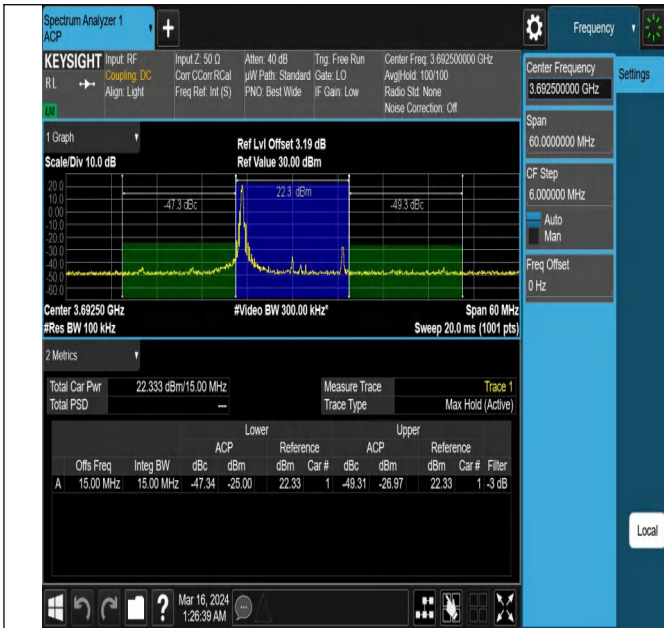 Spectrum Analyzer 1
ACP
Frequency
KEYSIGHT
RL
LXI
Input: RF
Coupling: DC
Align: Light
Input Z: 50 Ω
Corr CCorr RCal
Freq Ref: Int (S)
Atten: 40 dB
µW Path: Standard
PNO: Best Wide
Trig: Free Run
Gate: LO
IF Gain: Low
Center Freq: 3.692500000 GHz
Avg|Hold: 100/100
Radio Std: None
Noise Correction: Off
Center Frequency
3.692500000 GHz
Settings
Span
60.0000000 MHz
CF Step
6.000000 MHz
Auto
Man
Freq Offset
0 Hz
Local
1 Graph
Scale/Div 10.0 dB
Ref Lvl Offset 3.19 dB
Ref Value 30.00 dBm
20.0
10.0
0.00
-10.0
-20.0
-30.0
-40.0
-50.0
-60.0
-47.3 dBc
22.3 dBm
-49.3 dBc
Center 3.69250 GHz
#Video BW 300.00 kHz*
Span 60 MHz
#Res BW 100 kHz
Sweep 20.0 ms (1001 pts)
2 Metrics
Total Car Pwr 22.333 dBm/15.00 MHz
Total PSD ---
Measure Trace Trace 1
Trace Type Max Hold (Active)
Lower Upper
ACP Reference ACP Reference
Offs Freq Integ BW dBc dBm dBm Car # dBc dBm dBm Car # Filter
A 15.00 MHz 15.00 MHz -47.34 -25.00 22.33 1 -49.31 -26.97 22.33 1 -3 dB
?
Mar 16, 2024
1:26:39 AM